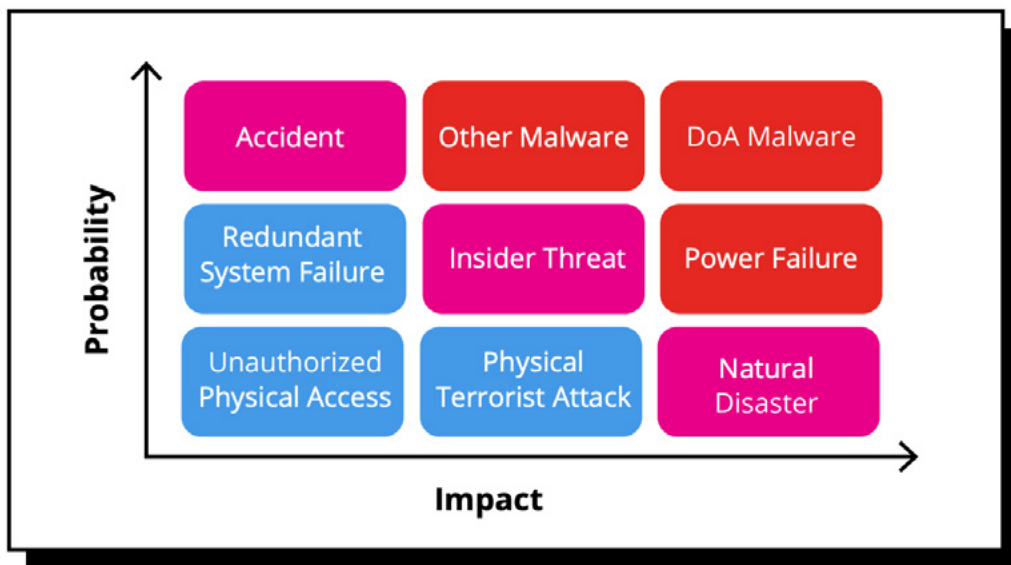 Accident
Other Malware
DoA Malware
Redundant
System Failure
Insider Threat
Power Failure
Unauthorized
Physical Access
Physical
Terrorist Attack
Natural
Disaster
Probability
Impact